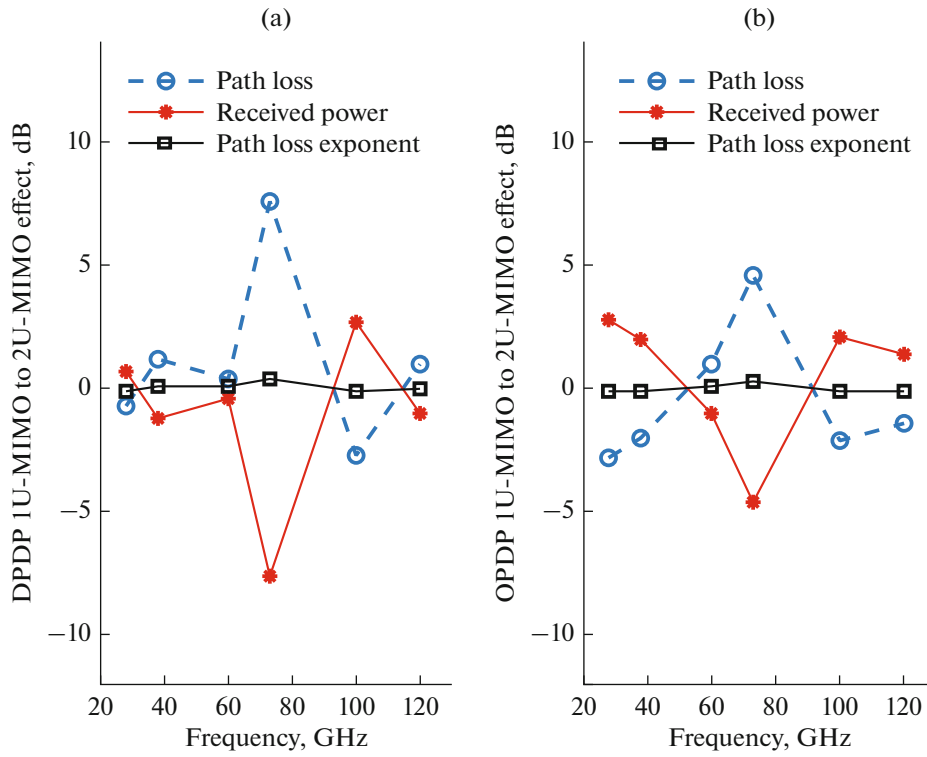 (a)
DPDP 1U-MIMO to 2U-MIMO effect, dB
Path loss
Received power
Path loss exponent
10
5
0
−5
−10
20 40 60 80 100 120
Frequency, GHz
(b)
OPDP 1U-MIMO to 2U-MIMO effect, dB
Path loss
Received power
Path loss exponent
10
5
0
−5
−10
20 40 60 80 100 120
Frequency, GHz